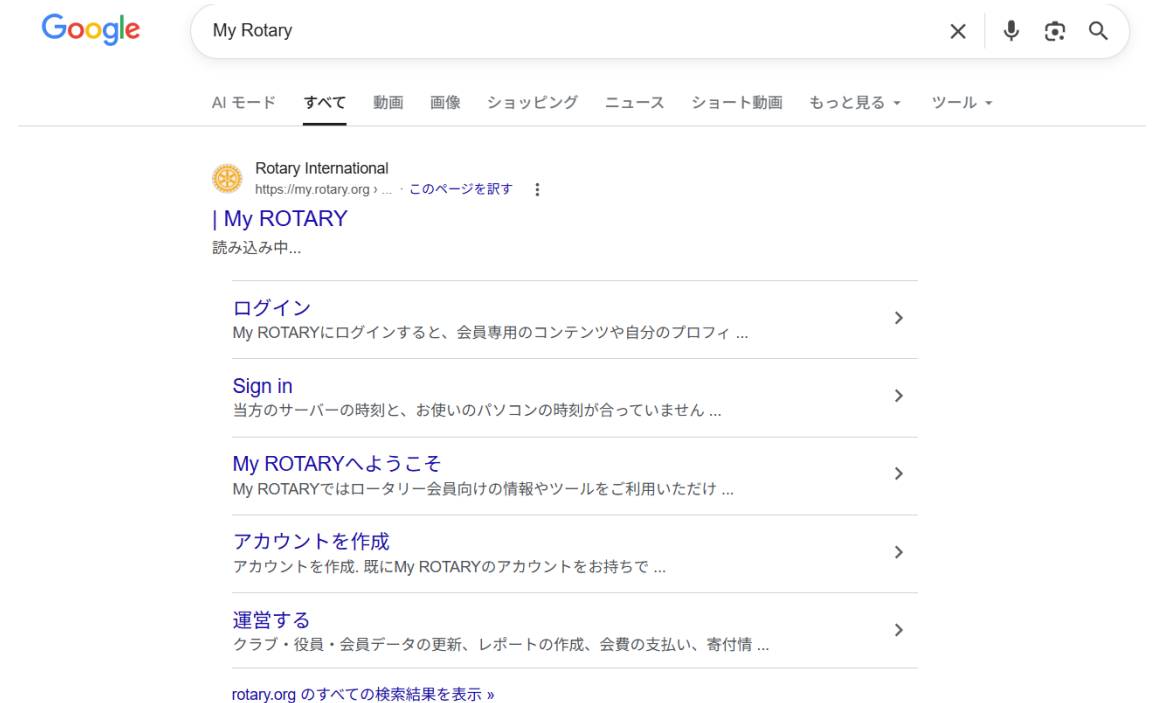 Google
My Rotary
AI モード すべて 動画 画像 ショッピング ニュース ショート動画 もっと見る ツール
Rotary International
https://my.rotary.org › ... · このページを訳す
| My ROTARY
読み込み中...
ログイン
My ROTARYにログインすると、会員専用のコンテンツや自分のプロフィ ...
Sign in
当方のサーバーの時刻と、お使いのパソコンの時刻が合っていません ...
My ROTARYへようこそ
My ROTARYではロータリー会員向けの情報やツールをご利用いただけ ...
アカウントを作成
アカウントを作成. 既にMy ROTARYのアカウントをお持ちで ...
運営する
クラブ・役員・会員データの更新、レポートの作成、会費の支払い、寄付情 ...
rotary.org のすべての検索結果を表示 »